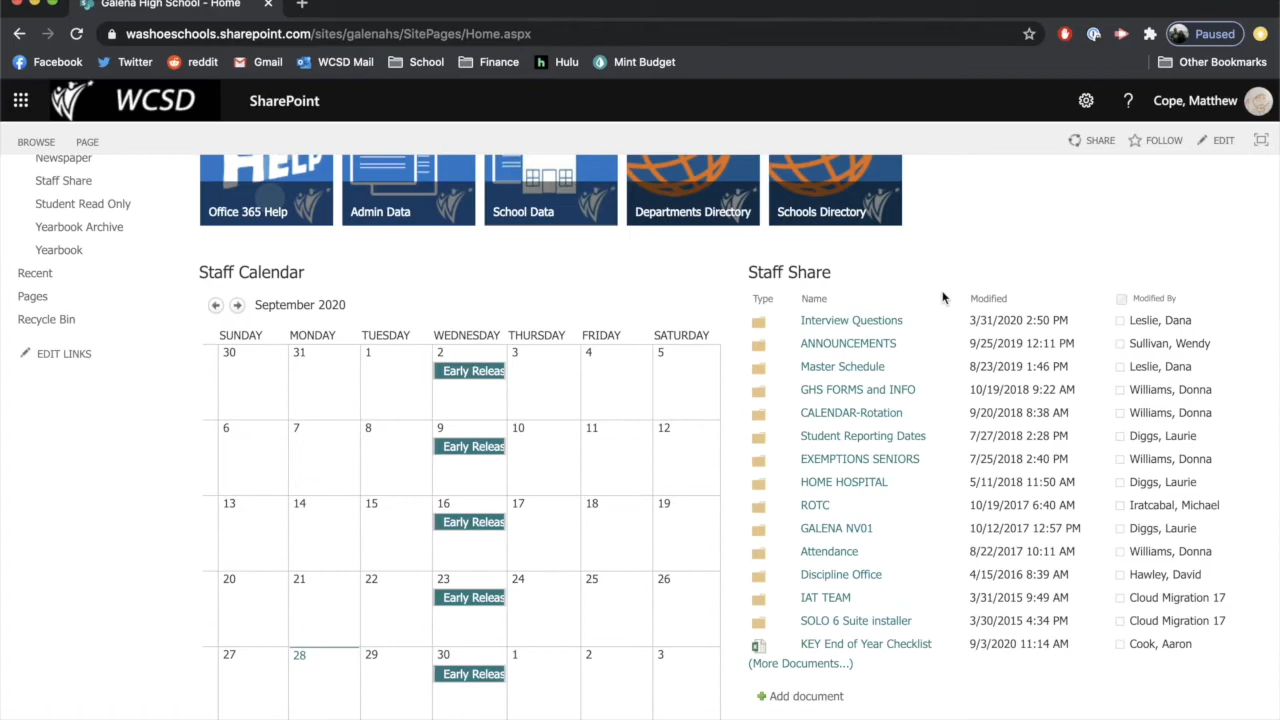 Galena High School - Home
washoeschools.sharepoint.com/sites/galenahs/SitePages/Home.aspx
Paused
Facebook Twitter reddit Gmail WCSD Mail School Finance h Hulu Mint Budget Other Bookmarks
WCSD SharePoint ? Cope, Matthew
BROWSE PAGE SHARE FOLLOW EDIT
Newspaper
Staff Share
Student Read Only
Yearbook Archive
Yearbook
Recent
Pages
Recycle Bin
EDIT LINKS
HELP
Office 365 Help Admin Data School Data Departments Directory Schools Directory
Staff Calendar
September 2020
SUNDAY MONDAY TUESDAY WEDNESDAY THURSDAY FRIDAY SATURDAY
30 31 1 2 3 4 5
Early Releas
6 7 8 9 10 11 12
Early Releas
13 14 15 16 17 18 19
Early Releas
20 21 22 23 24 25 26
Early Releas
27 28 29 30 1 2 3
Early Releas
Staff Share
Type Name Modified Modified By
Interview Questions 3/31/2020 2:50 PM Leslie, Dana
ANNOUNCEMENTS 9/25/2019 12:11 PM Sullivan, Wendy
Master Schedule 8/23/2019 1:46 PM Leslie, Dana
GHS FORMS and INFO 10/19/2018 9:22 AM Williams, Donna
CALENDAR-Rotation 9/20/2018 8:38 AM Williams, Donna
Student Reporting Dates 7/27/2018 2:28 PM Diggs, Laurie
EXEMPTIONS SENIORS 7/25/2018 2:40 PM Williams, Donna
HOME HOSPITAL 5/11/2018 11:50 AM Diggs, Laurie
ROTC 10/19/2017 6:40 AM Iratcabal, Michael
GALENA NV01 10/12/2017 12:57 PM Diggs, Laurie
Attendance 8/22/2017 10:11 AM Williams, Donna
Discipline Office 4/15/2016 8:39 AM Hawley, David
IAT TEAM 3/31/2015 9:49 AM Cloud Migration 17
SOLO 6 Suite installer 3/30/2015 4:34 PM Cloud Migration 17
KEY End of Year Checklist 9/3/2020 11:14 AM Cook, Aaron
(More Documents...)
Add document